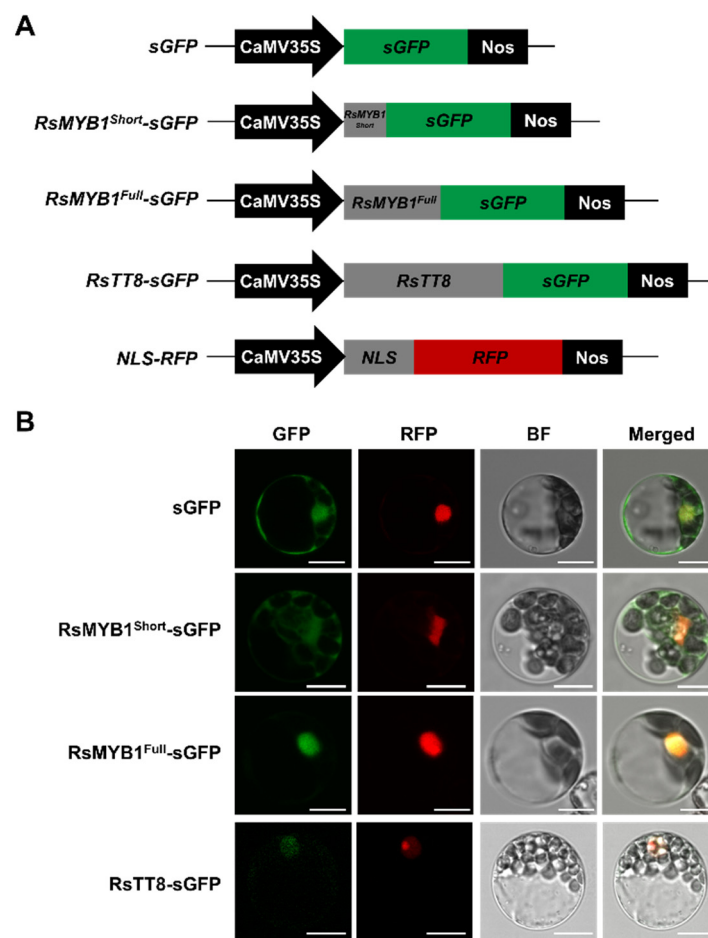 A
sGFP CaMV35S sGFP Nos
RsMYB1Short-sGFP CaMV35S RsMYB1 Short sGFP Nos
RsMYB1Full-sGFP CaMV35S RsMYB1Full sGFP Nos
RsTT8-sGFP CaMV35S RsTT8 sGFP Nos
NLS-RFP CaMV35S NLS RFP Nos
B
GFP RFP BF Merged
sGFP
RsMYB1Short-sGFP
RsMYB1Full-sGFP
RsTT8-sGFP